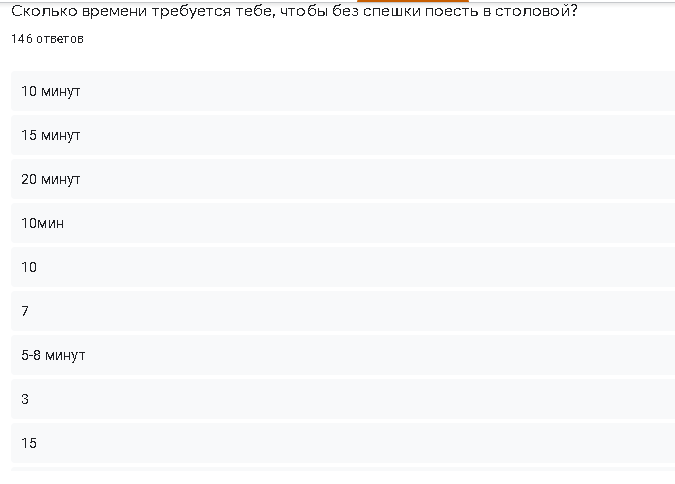 Сколько времени требуется тебе, чтобы без спешки поесть в столовой?
146 ответов
10 минут
15 минут
20 минут
10мин
10
7
5-8 минут
3
15